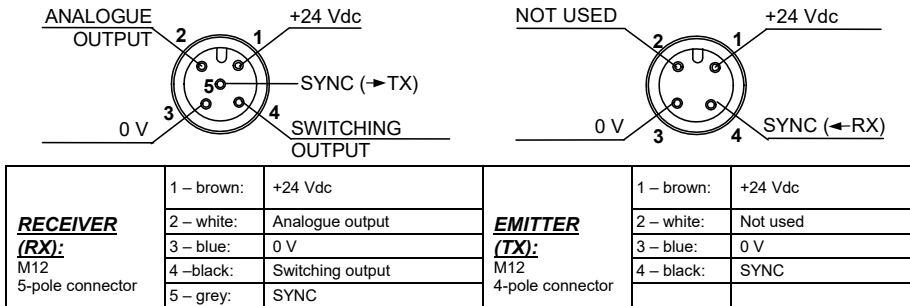 ANALOGUE
OUTPUT
2
1
+24 Vdc
5
SYNC (→TX)
3
4
0 V
SWITCHING
OUTPUT
NOT USED
2
1
+24 Vdc
0 V
3
4
SYNC (←RX)
RECEIVER
(RX):
M12
5-pole connector
1 – brown: +24 Vdc
2 – white: Analogue output
3 – blue: 0 V
4 –black: Switching output
5 – grey: SYNC
EMITTER
(TX):
M12
4-pole connector
1 – brown: +24 Vdc
2 – white: Not used
3 – blue: 0 V
4 – black: SYNC